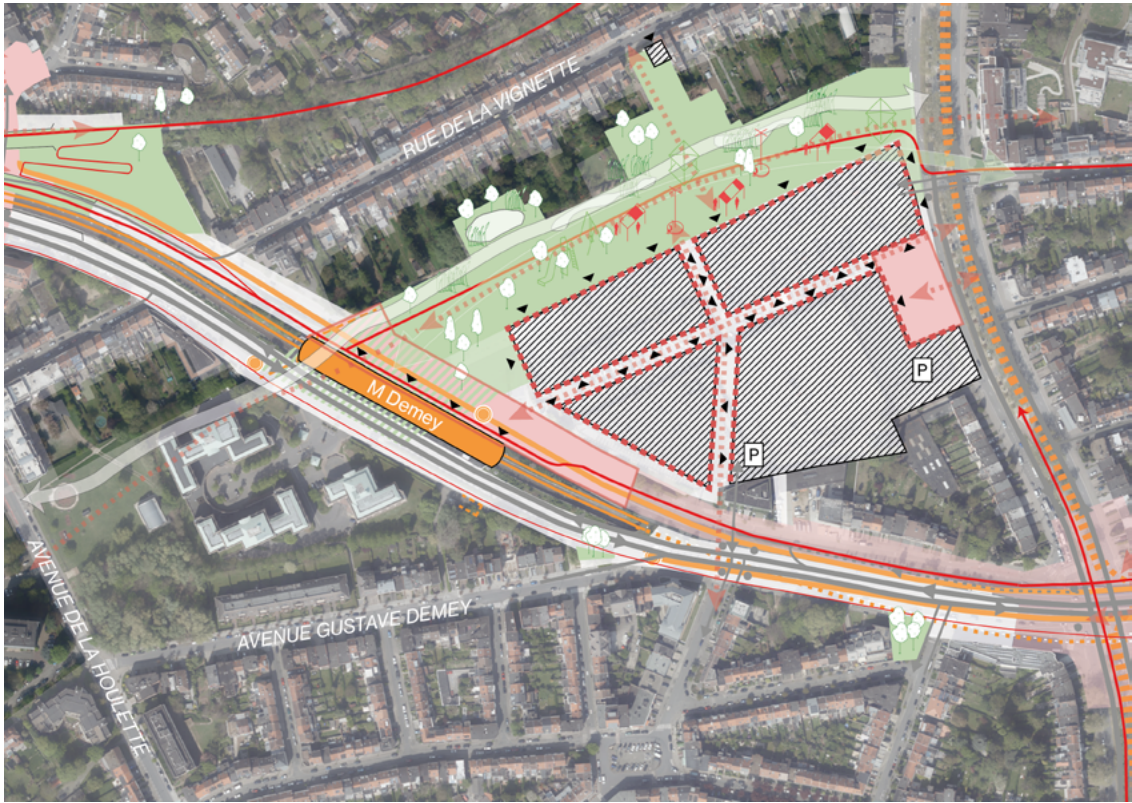 RUE DE LA VIGNETTE
M Demey
P
P
AVENUE DE LA HOULETTE
AVENUE GUSTAVE DEMEY